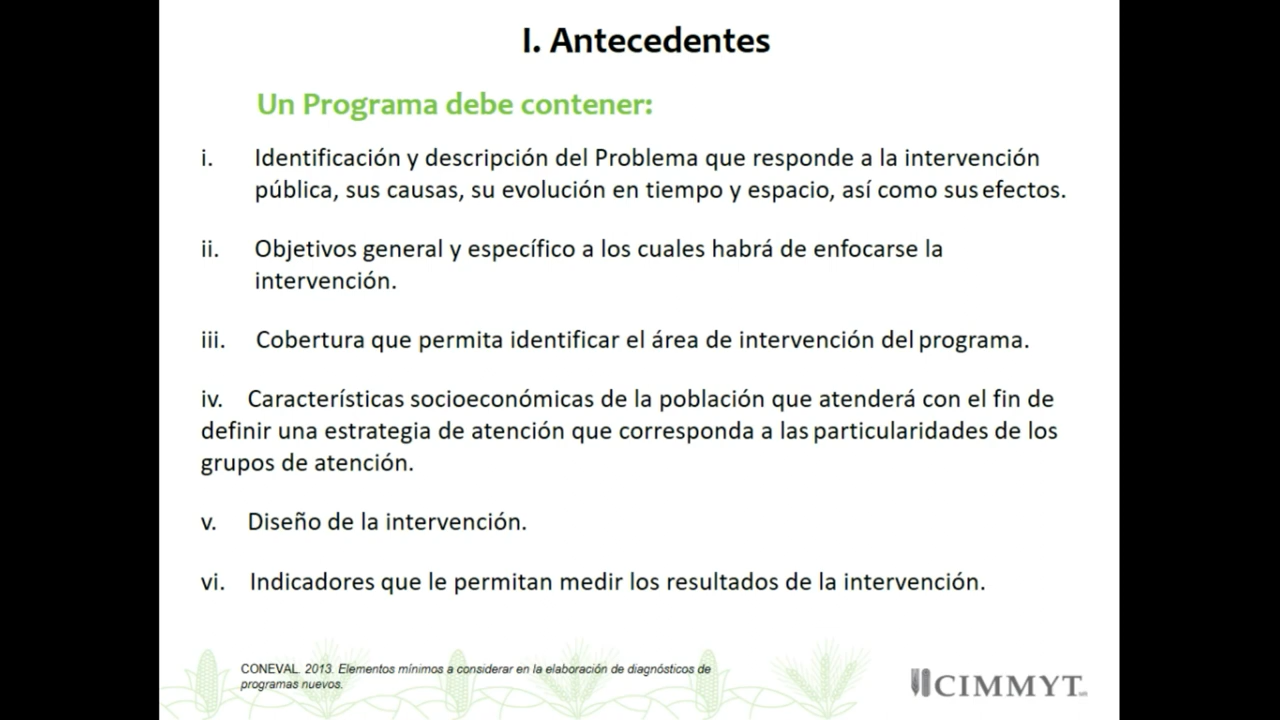 I. Antecedentes
Un Programa debe contener:
i. Identificación y descripción del Problema que responde a la intervención
pública, sus causas, su evolución en tiempo y espacio, así como sus efectos.
ii. Objetivos general y específico a los cuales habrá de enfocarse la
intervención.
iii. Cobertura que permita identificar el área de intervención del programa.
iv. Características socioeconómicas de la población que atenderá con el fin de
definir una estrategia de atención que corresponda a las particularidades de los
grupos de atención.
v. Diseño de la intervención.
vi. Indicadores que le permitan medir los resultados de la intervención.
CONEVAL. 2013. Elementos mínimos a considerar en la elaboración de diagnósticos de
programas nuevos.
CIMMYT